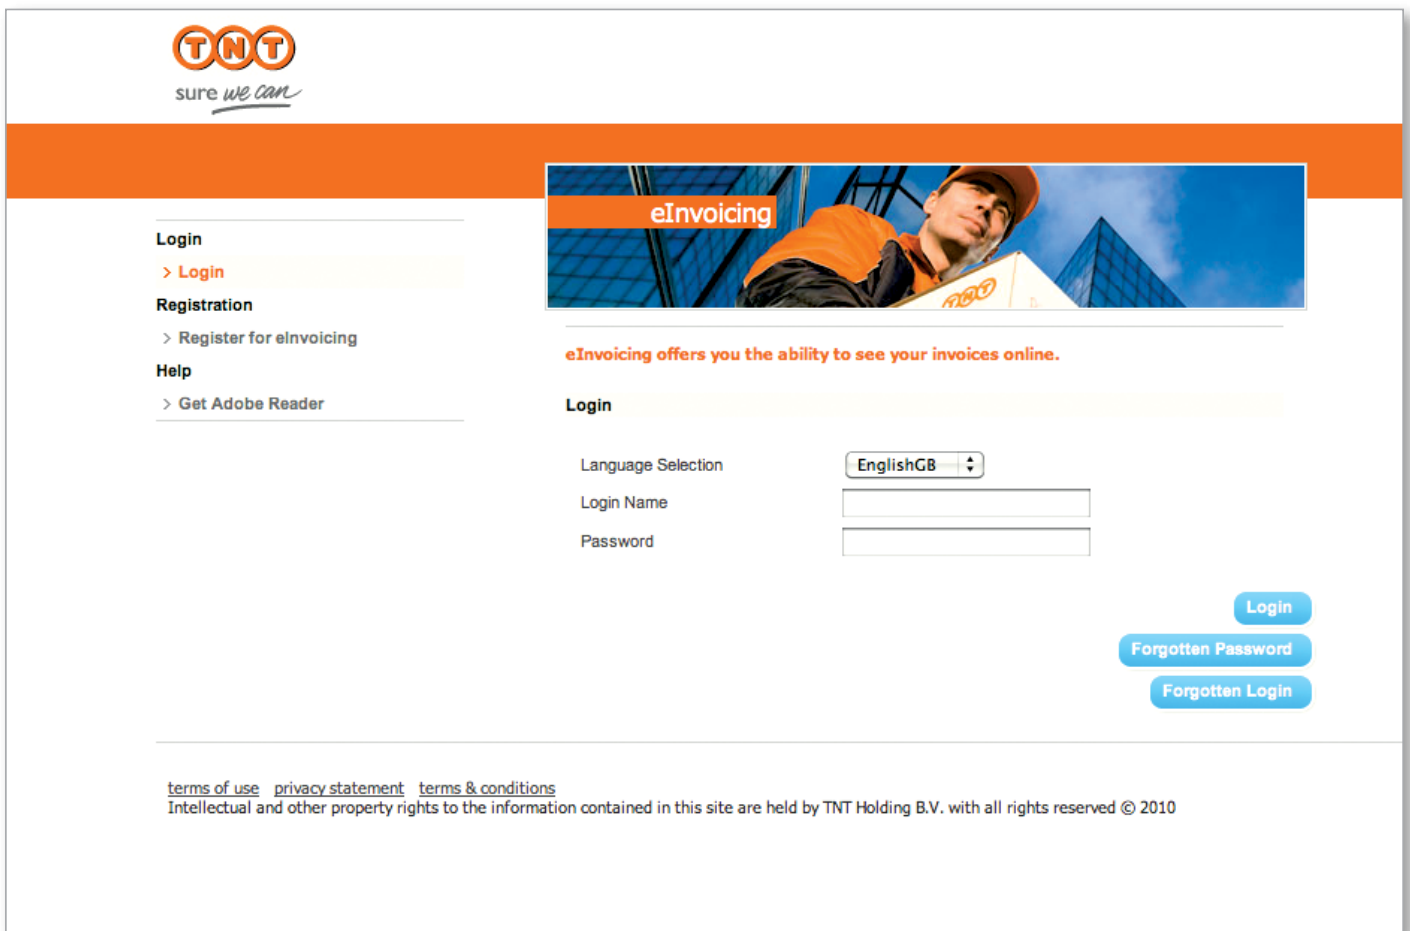 TNT
sure we can
eInvoicing
TNT
Login
> Login
Registration
> Register for eInvoicing
Help
> Get Adobe Reader
eInvoicing offers you the ability to see your invoices online.
Login
Language Selection EnglishGB
Login Name
Password
Login
Forgotten Password
Forgotten Login
terms of use privacy statement terms & conditions
Intellectual and other property rights to the information contained in this site are held by TNT Holding B.V. with all rights reserved © 2010